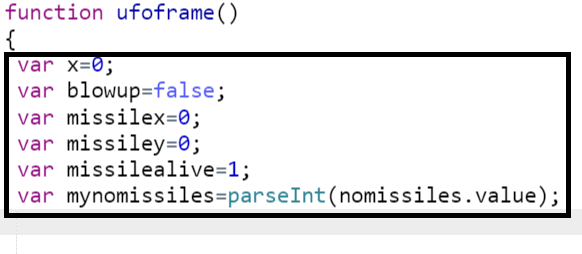 function ufoframe()
{
var x=0;
var blowup=false;
var missilex=0;
var missiley=0;
var missilealive=1;
var mynomissiles=parseInt(nomissiles.value);